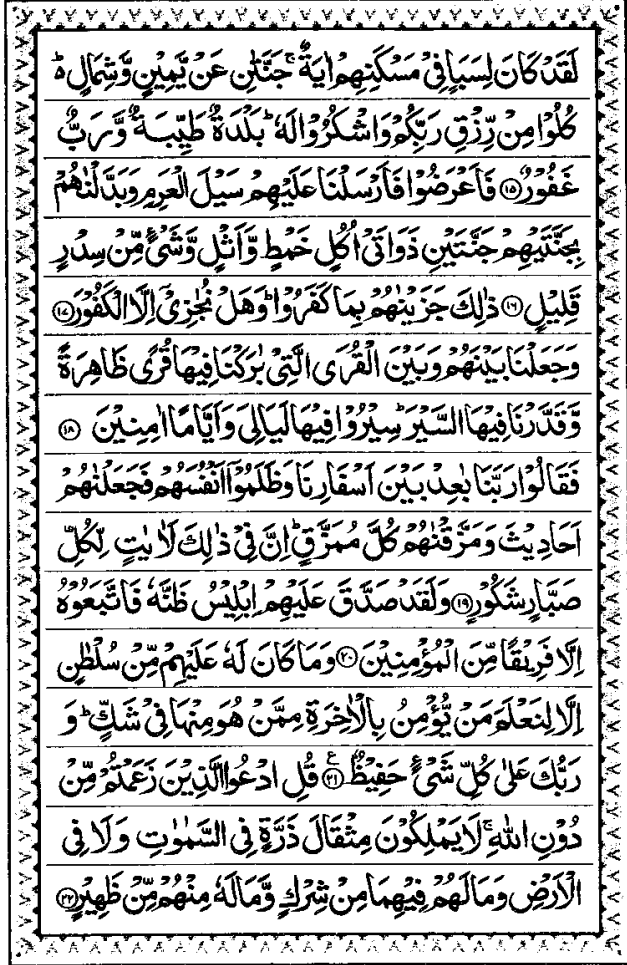 لَقَدْ كَانَ لِسَبَإٍ فِیْ مَسْكَنِهِمْ اٰیَةٌ ۚ جَنَّتٰنِ عَنْ یَّمِیْنٍ وَّ شِمَالٍ ؕ۬
كُلُوْا مِنْ رِّزْقِ رَبِّكُمْ وَ اشْكُرُوْا لَهٗ ؕ بَلْدَةٌ طَیِّبَةٌ وَّ رَبٌّ
غَفُوْرٌ ﴿۱۵﴾ فَاَعْرَضُوْا فَاَرْسَلْنَا عَلَیْهِمْ سَیْلَ الْعَرِمِ وَ بَدَّلْنٰهُمْ
بِجَنَّتَیْهِمْ جَنَّتَیْنِ ذَوَاتَیْ اُكُلٍ خَمْطٍ وَّ اَثْلٍ وَّ شَیْءٍ مِّنْ سِدْرٍ
قَلِیْلٍ ﴿۱۶﴾ ذٰلِكَ جَزَیْنٰهُمْ بِمَا كَفَرُوْا ؕ وَ هَلْ نُجٰزِیْۤ اِلَّا الْكَفُوْرَ ﴿۱۷﴾
وَ جَعَلْنَا بَیْنَهُمْ وَ بَیْنَ الْقُرَی الَّتِیْ بٰرَكْنَا فِیْهَا قُرًی ظَاهِرَةً
وَّ قَدَّرْنَا فِیْهَا السَّیْرَ ؕ سِیْرُوْا فِیْهَا لَیَالِیَ وَ اَیَّامًا اٰمِنِیْنَ ﴿۱۸﴾
فَقَالُوْا رَبَّنَا بٰعِدْ بَیْنَ اَسْفَارِنَا وَ ظَلَمُوْۤا اَنْفُسَهُمْ فَجَعَلْنٰهُمْ
اَحَادِیْثَ وَ مَزَّقْنٰهُمْ كُلَّ مُمَزَّقٍ ؕ اِنَّ فِیْ ذٰلِكَ لَاٰیٰتٍ لِّكُلِّ
صَبَّارٍ شَكُوْرٍ ﴿۱۹﴾ وَ لَقَدْ صَدَّقَ عَلَیْهِمْ اِبْلِیْسُ ظَنَّهٗ فَاتَّبَعُوْهُ
اِلَّا فَرِیْقًا مِّنَ الْمُؤْمِنِیْنَ ﴿۲۰﴾ وَ مَا كَانَ لَهٗ عَلَیْهِمْ مِّنْ سُلْطٰنٍ
اِلَّا لِنَعْلَمَ مَنْ یُّؤْمِنُ بِالْاٰخِرَةِ مِمَّنْ هُوَ مِنْهَا فِیْ شَكٍّ ؕ وَ
رَبُّكَ عَلٰی كُلِّ شَیْءٍ حَفِیْظٌ ﴿۲۱﴾ ع قُلِ ادْعُوا الَّذِیْنَ زَعَمْتُمْ مِّنْ
دُوْنِ اللّٰهِ ۚ لَا یَمْلِكُوْنَ مِثْقَالَ ذَرَّةٍ فِی السَّمٰوٰتِ وَ لَا فِی
الْاَرْضِ وَ مَا لَهُمْ فِیْهِمَا مِنْ شِرْكٍ وَّ مَا لَهٗ مِنْهُمْ مِّنْ ظَهِیْرٍ ﴿۲۲﴾